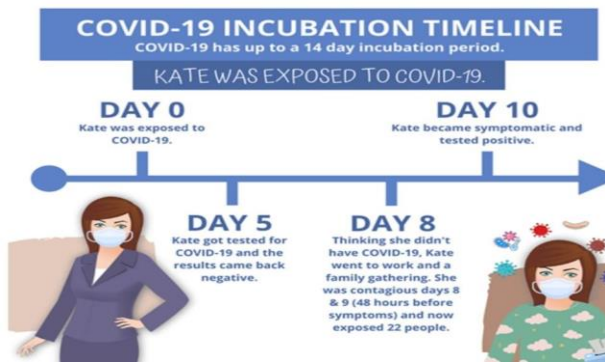 COVID-19 INCUBATION TIMELINE
COVID-19 has up to a 14 day incubation period.
KATE WAS EXPOSED TO COVID-19.
DAY 0
Kate was exposed to
COVID-19.
DAY 10
Kate became symptomatic and
tested positive.
DAY 5
Kate got tested for
COVID-19 and the
results came back
negative.
DAY 8
Thinking she didn't
have COVID-19, Kate
went to work and a
family gathering. She
was contagious days 8
& 9 (48 hours before
symptoms) and now
exposed 22 people.